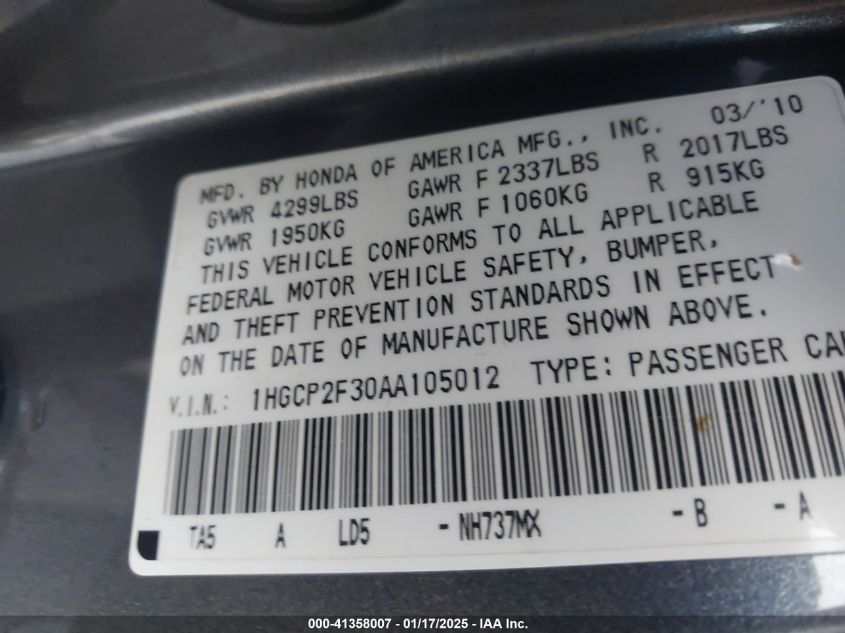 03/'10
MFD. BY HONDA OF AMERICA MFG., INC.
GVWR 4299LBS GAWR F 2337LBS R 2017LBS
GVWR 1950KG GAWR F 1060KG R 915KG
THIS VEHICLE CONFORMS TO ALL APPLICABLE
FEDERAL MOTOR VEHICLE SAFETY, BUMPER,
AND THEFT PREVENTION STANDARDS IN EFFECT
ON THE DATE OF MANUFACTURE SHOWN ABOVE.
V.I.N.: 1HGCP2F30AA105012 TYPE: PASSENGER CA
TA5 A LD5 -NH737MX -B -A
000-41358007 - 01/17/2025 - IAA Inc.